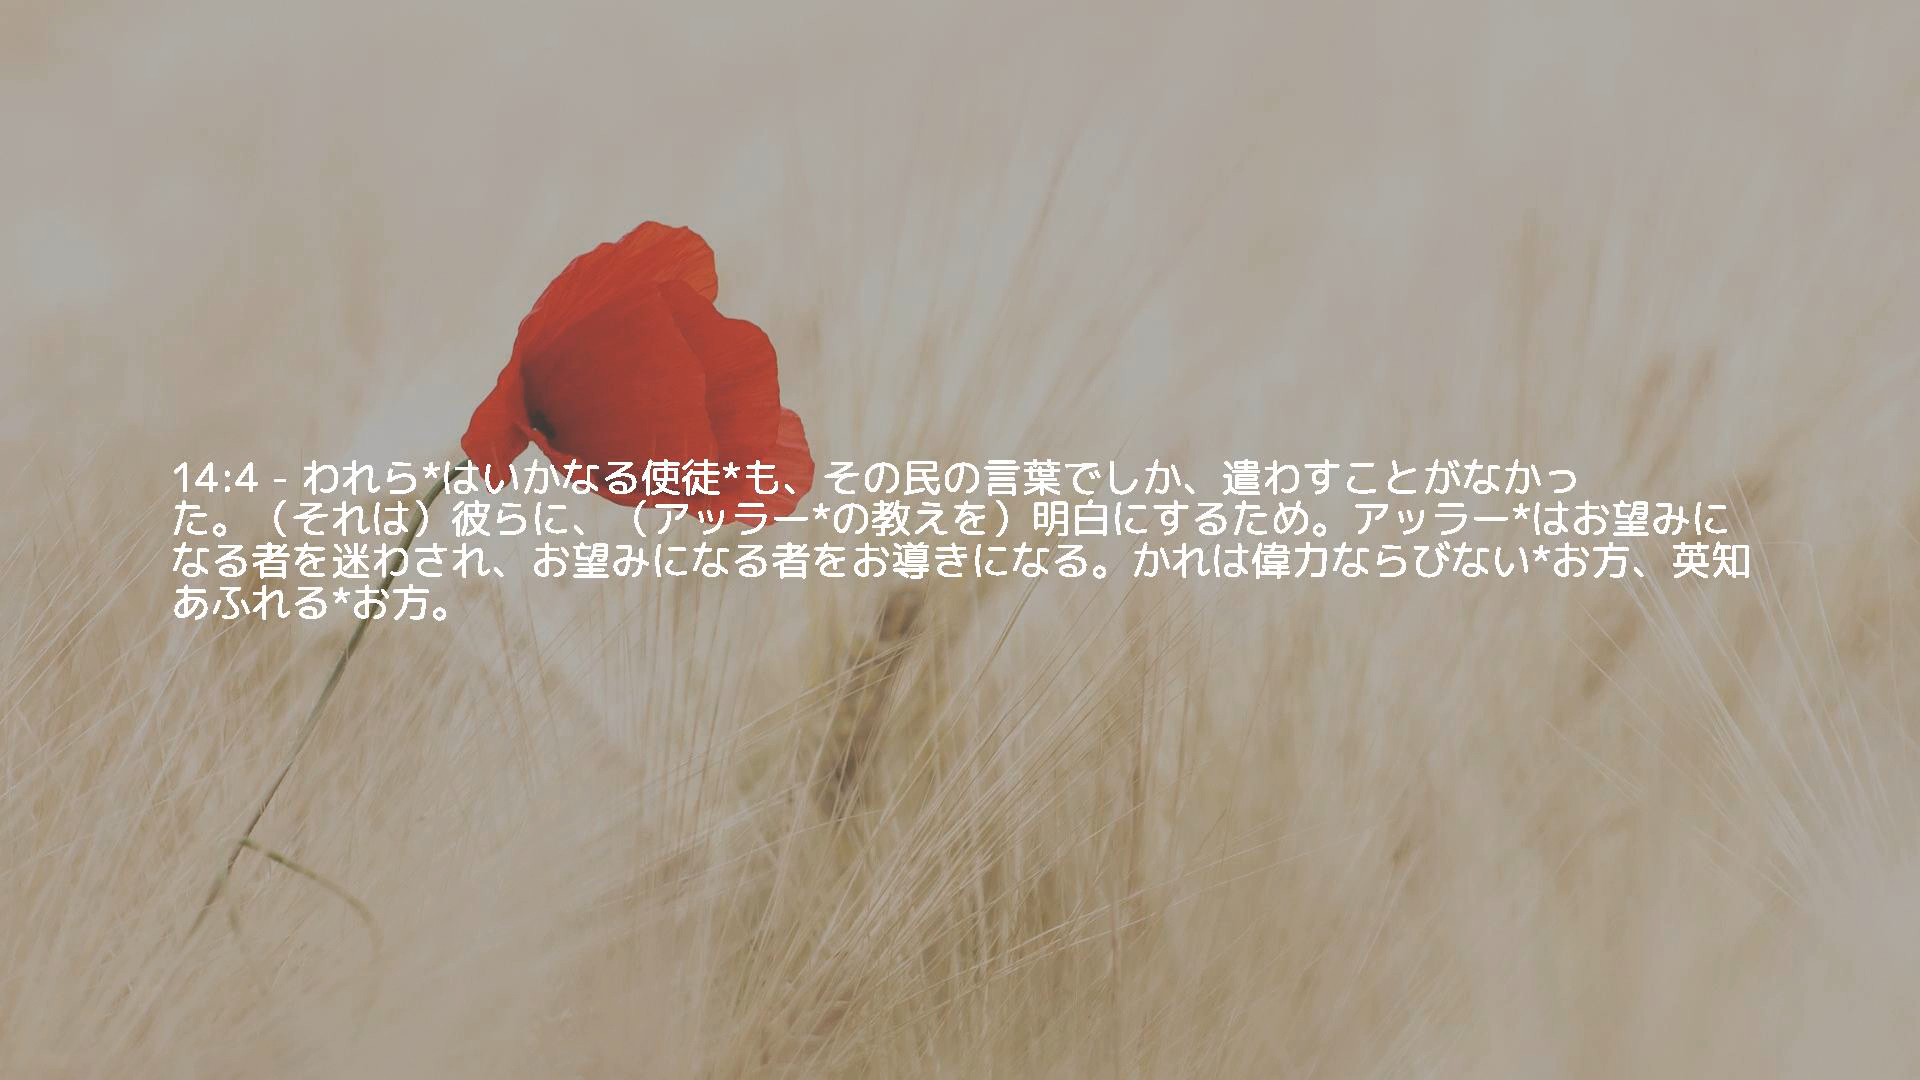 14:4 - われら*はいかなる使徒*も、その民の言葉でしか、遣わすことがなかっ
た。（それは）彼らに、（アッラー*の教えを）明白にするため。アッラー*はお望みに
なる者を迷わされ、お望みになる者をお導きになる。かれは偉力ならびない*お方、英知
あふれる*お方。